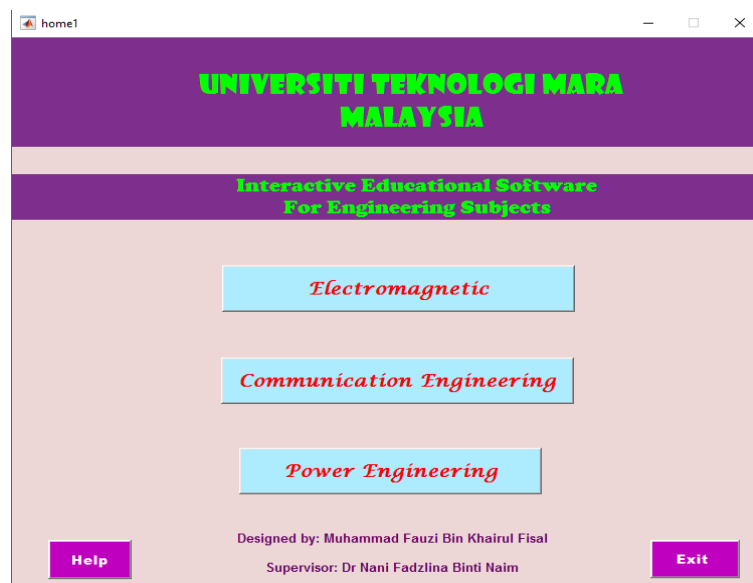 home1
UNIVERSITI TEKNOLOGI MARA
MALAYSIA
Interactive Educational Software
For Engineering Subjects
Electromagnetic
Communication Engineering
Power Engineering
Designed by: Muhammad Fauzi Bin Khairul Fisal
Help
Exit
Supervisor: Dr Nani Fadzlina Binti Naim